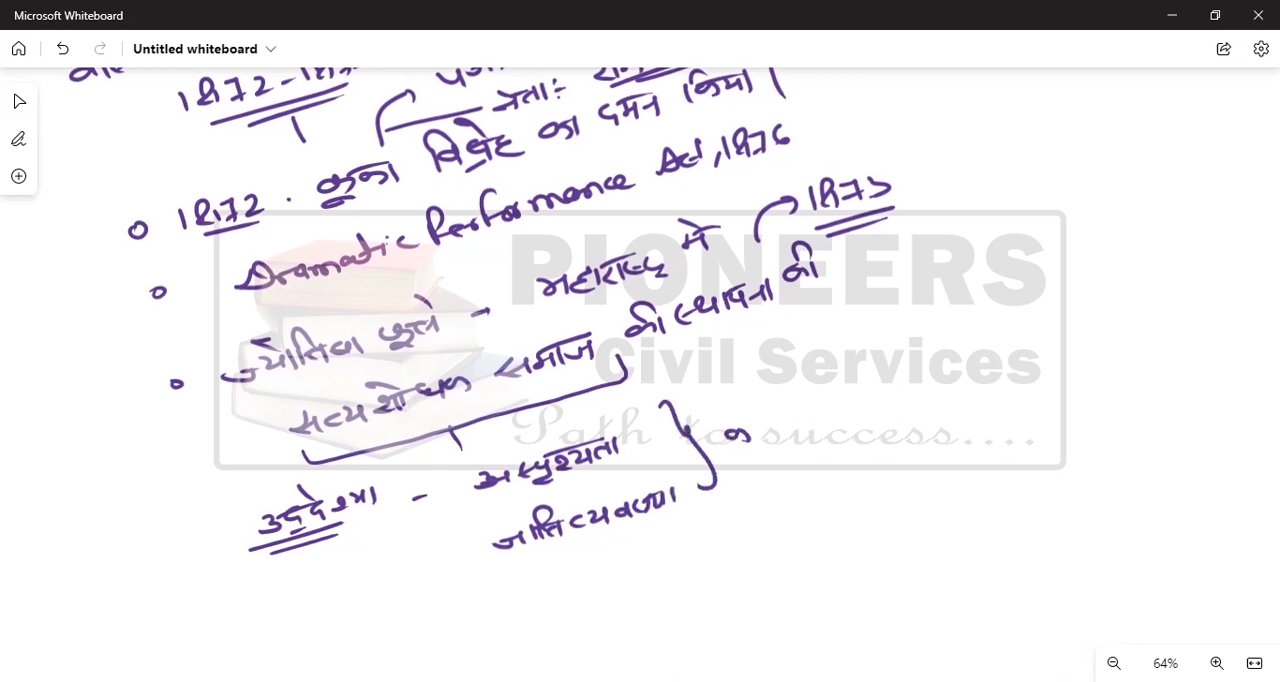 Microsoft Whiteboard
Untitled whiteboard
1872-
नेताः
1872. कूका विद्रोह का दमन किया।
Dramatic Performance Act, 1876
ज्योतिबा फूले - महाराष्ट्र में 1873
सत्यशोधक समाज की स्थापना की
उद्देश्य - अस्पृश्यता
जातिव्यवस्था
PIONEERS
Civil Services
Path to success....
64%